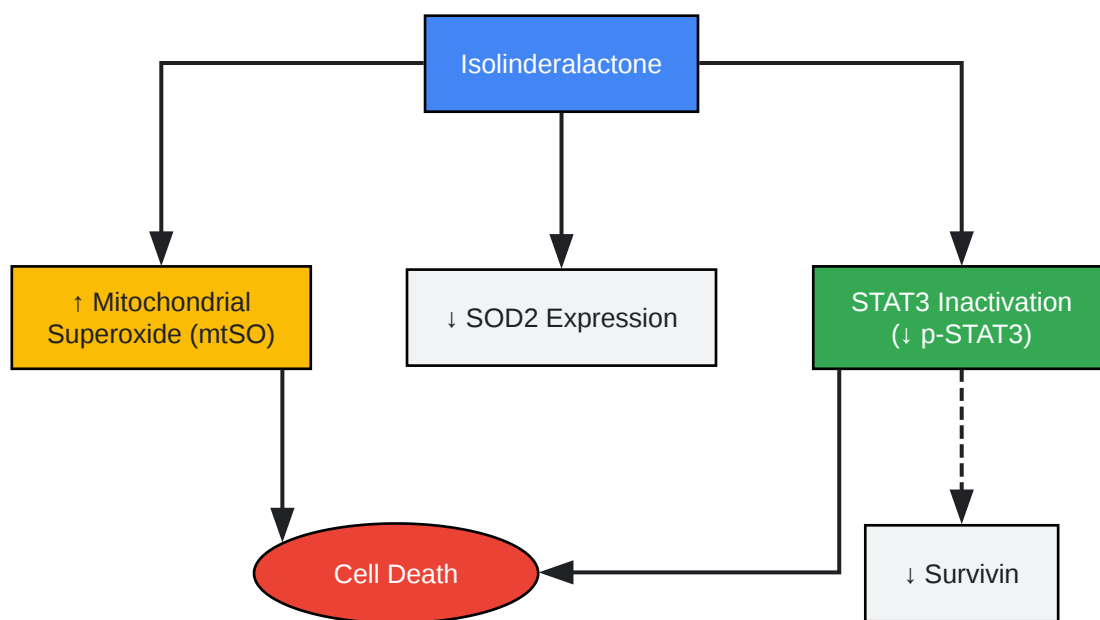 Isolinderalactone
↑ Mitochondrial
Superoxide (mtSO)
↓ SOD2 Expression
STAT3 Inactivation
(↓ p-STAT3)
Cell Death
↓ Survivin